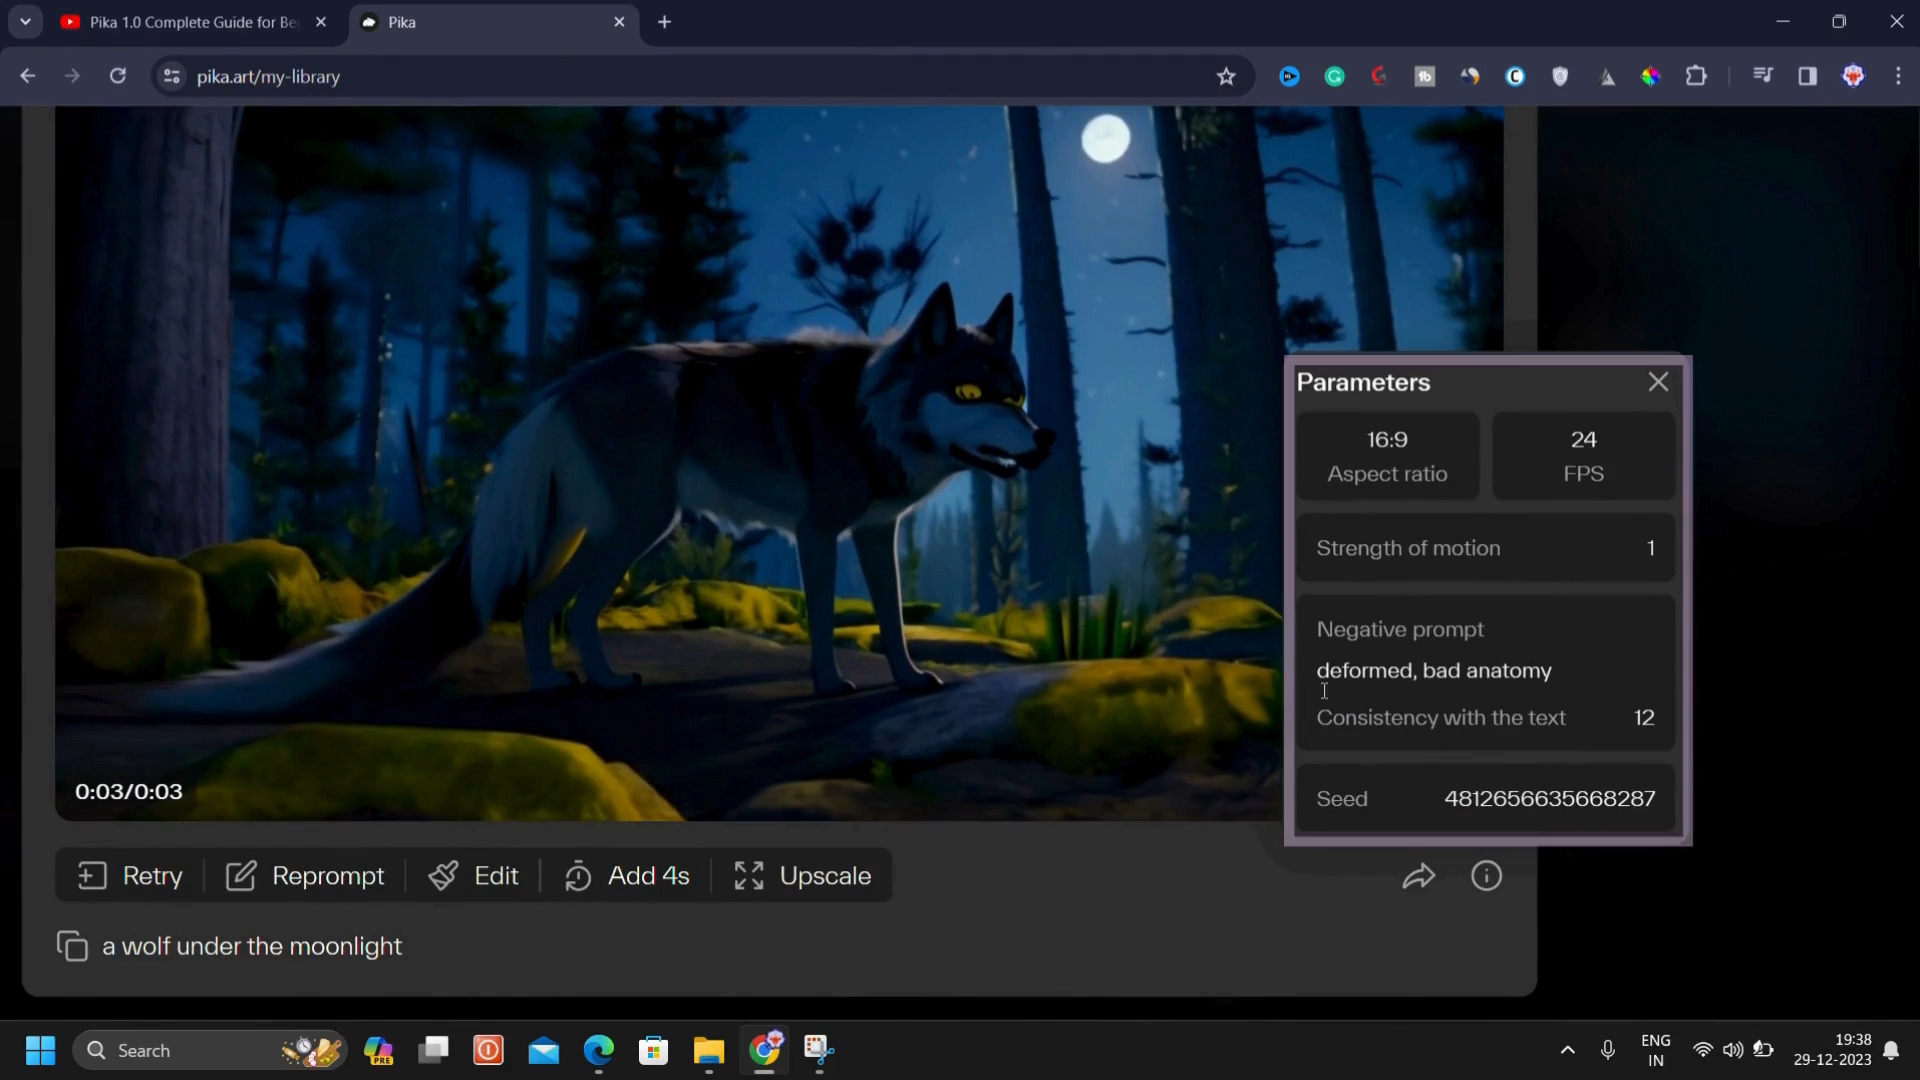 Pika 1.0 Complete Guide for Be
Pika
pika.art/my-library
Parameters
16:9
Aspect ratio
24
FPS
Strength of motion 1
Negative prompt
deformed, bad anatomy
Consistency with the text 12
Seed 4812656635668287
0:03/0:03
Retry Reprompt Edit Add 4s Upscale
a wolf under the moonlight
Search
PRE
ENG
IN
19:38
29-12-2023